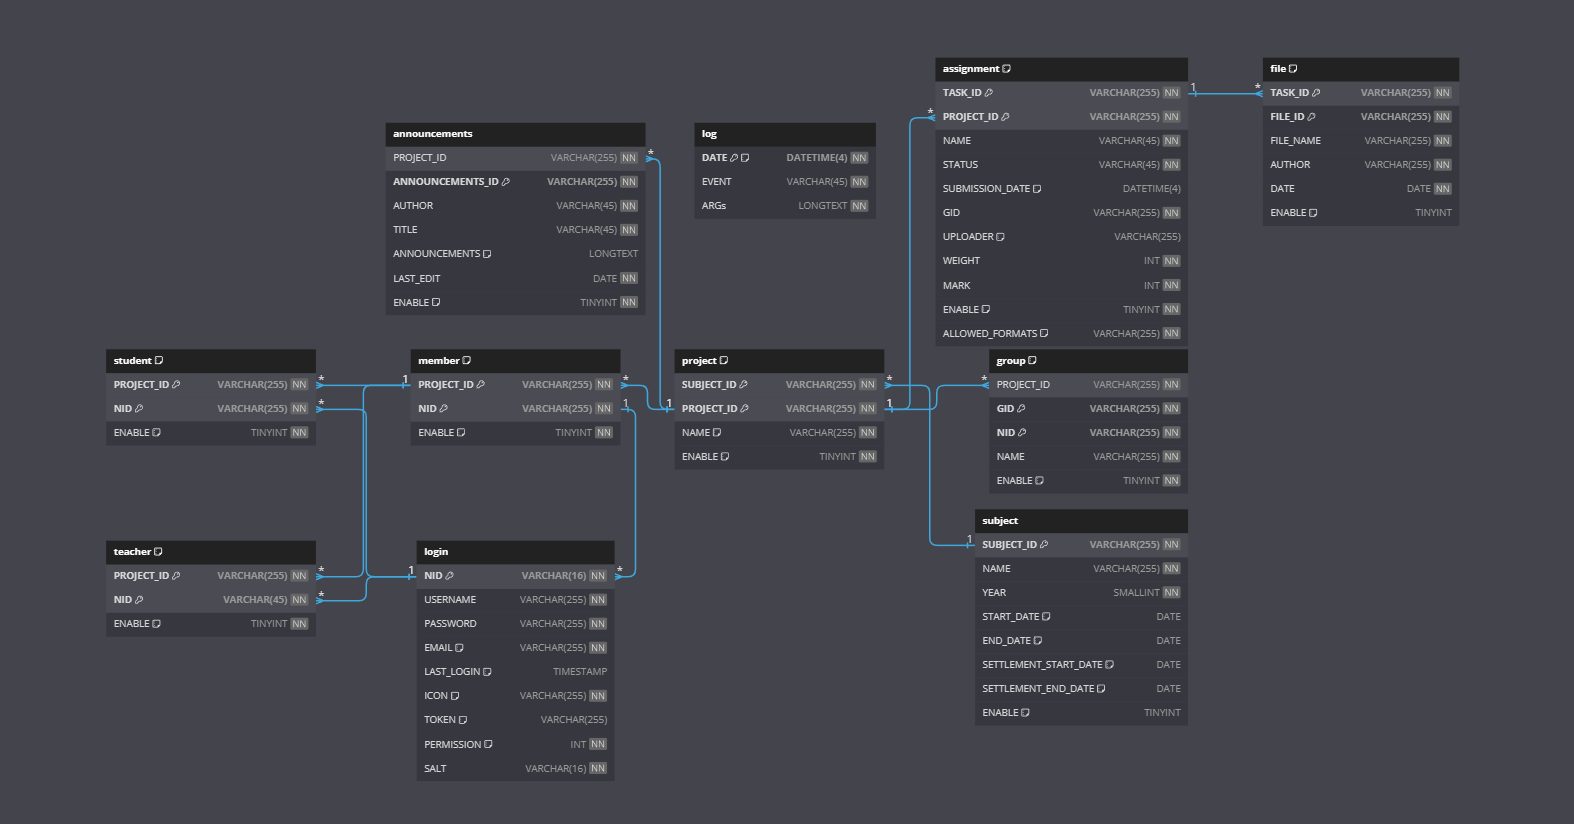 assignment
TASK_ID VARCHAR(255) NN
PROJECT_ID VARCHAR(255) NN
NAME VARCHAR(45) NN
STATUS VARCHAR(45) NN
SUBMISSION_DATE DATETIME(4)
GID VARCHAR(255) NN
UPLOADER VARCHAR(255)
WEIGHT INT NN
MARK INT NN
ENABLE TINYINT NN
ALLOWED_FORMATS VARCHAR(255) NN
1 *
file
TASK_ID VARCHAR(255) NN
FILE_ID VARCHAR(255) NN
FILE_NAME VARCHAR(255) NN
AUTHOR VARCHAR(255) NN
DATE DATE NN
ENABLE TINYINT
*
announcements
PROJECT_ID VARCHAR(255) NN
ANNOUNCEMENTS_ID VARCHAR(255) NN
AUTHOR VARCHAR(45) NN
TITLE VARCHAR(45) NN
ANNOUNCEMENTS LONGTEXT
LAST_EDIT DATE NN
ENABLE TINYINT NN
*
log
DATE DATETIME(4) NN
EVENT VARCHAR(45) NN
ARGs LONGTEXT NN
student
PROJECT_ID VARCHAR(255) NN
NID VARCHAR(255) NN
ENABLE TINYINT NN
*
*
1
member
PROJECT_ID VARCHAR(255) NN
NID VARCHAR(255) NN
ENABLE TINYINT NN
*
1
1
project
SUBJECT_ID VARCHAR(255) NN
PROJECT_ID VARCHAR(255) NN
NAME VARCHAR(255) NN
ENABLE TINYINT NN
*
1
*
group
PROJECT_ID VARCHAR(255) NN
GID VARCHAR(255) NN
NID VARCHAR(255) NN
NAME VARCHAR(255) NN
ENABLE TINYINT NN
teacher
PROJECT_ID VARCHAR(255) NN
NID VARCHAR(45) NN
ENABLE TINYINT NN
*
*
1
login
NID VARCHAR(16) NN
USERNAME VARCHAR(255) NN
PASSWORD VARCHAR(255) NN
EMAIL VARCHAR(255) NN
LAST_LOGIN TIMESTAMP
ICON VARCHAR(255) NN
TOKEN VARCHAR(255)
PERMISSION INT NN
SALT VARCHAR(16) NN
*
1
subject
SUBJECT_ID VARCHAR(255) NN
NAME VARCHAR(255) NN
YEAR SMALLINT NN
START_DATE DATE
END_DATE DATE
SETTLEMENT_START_DATE DATE
SETTLEMENT_END_DATE DATE
ENABLE TINYINT